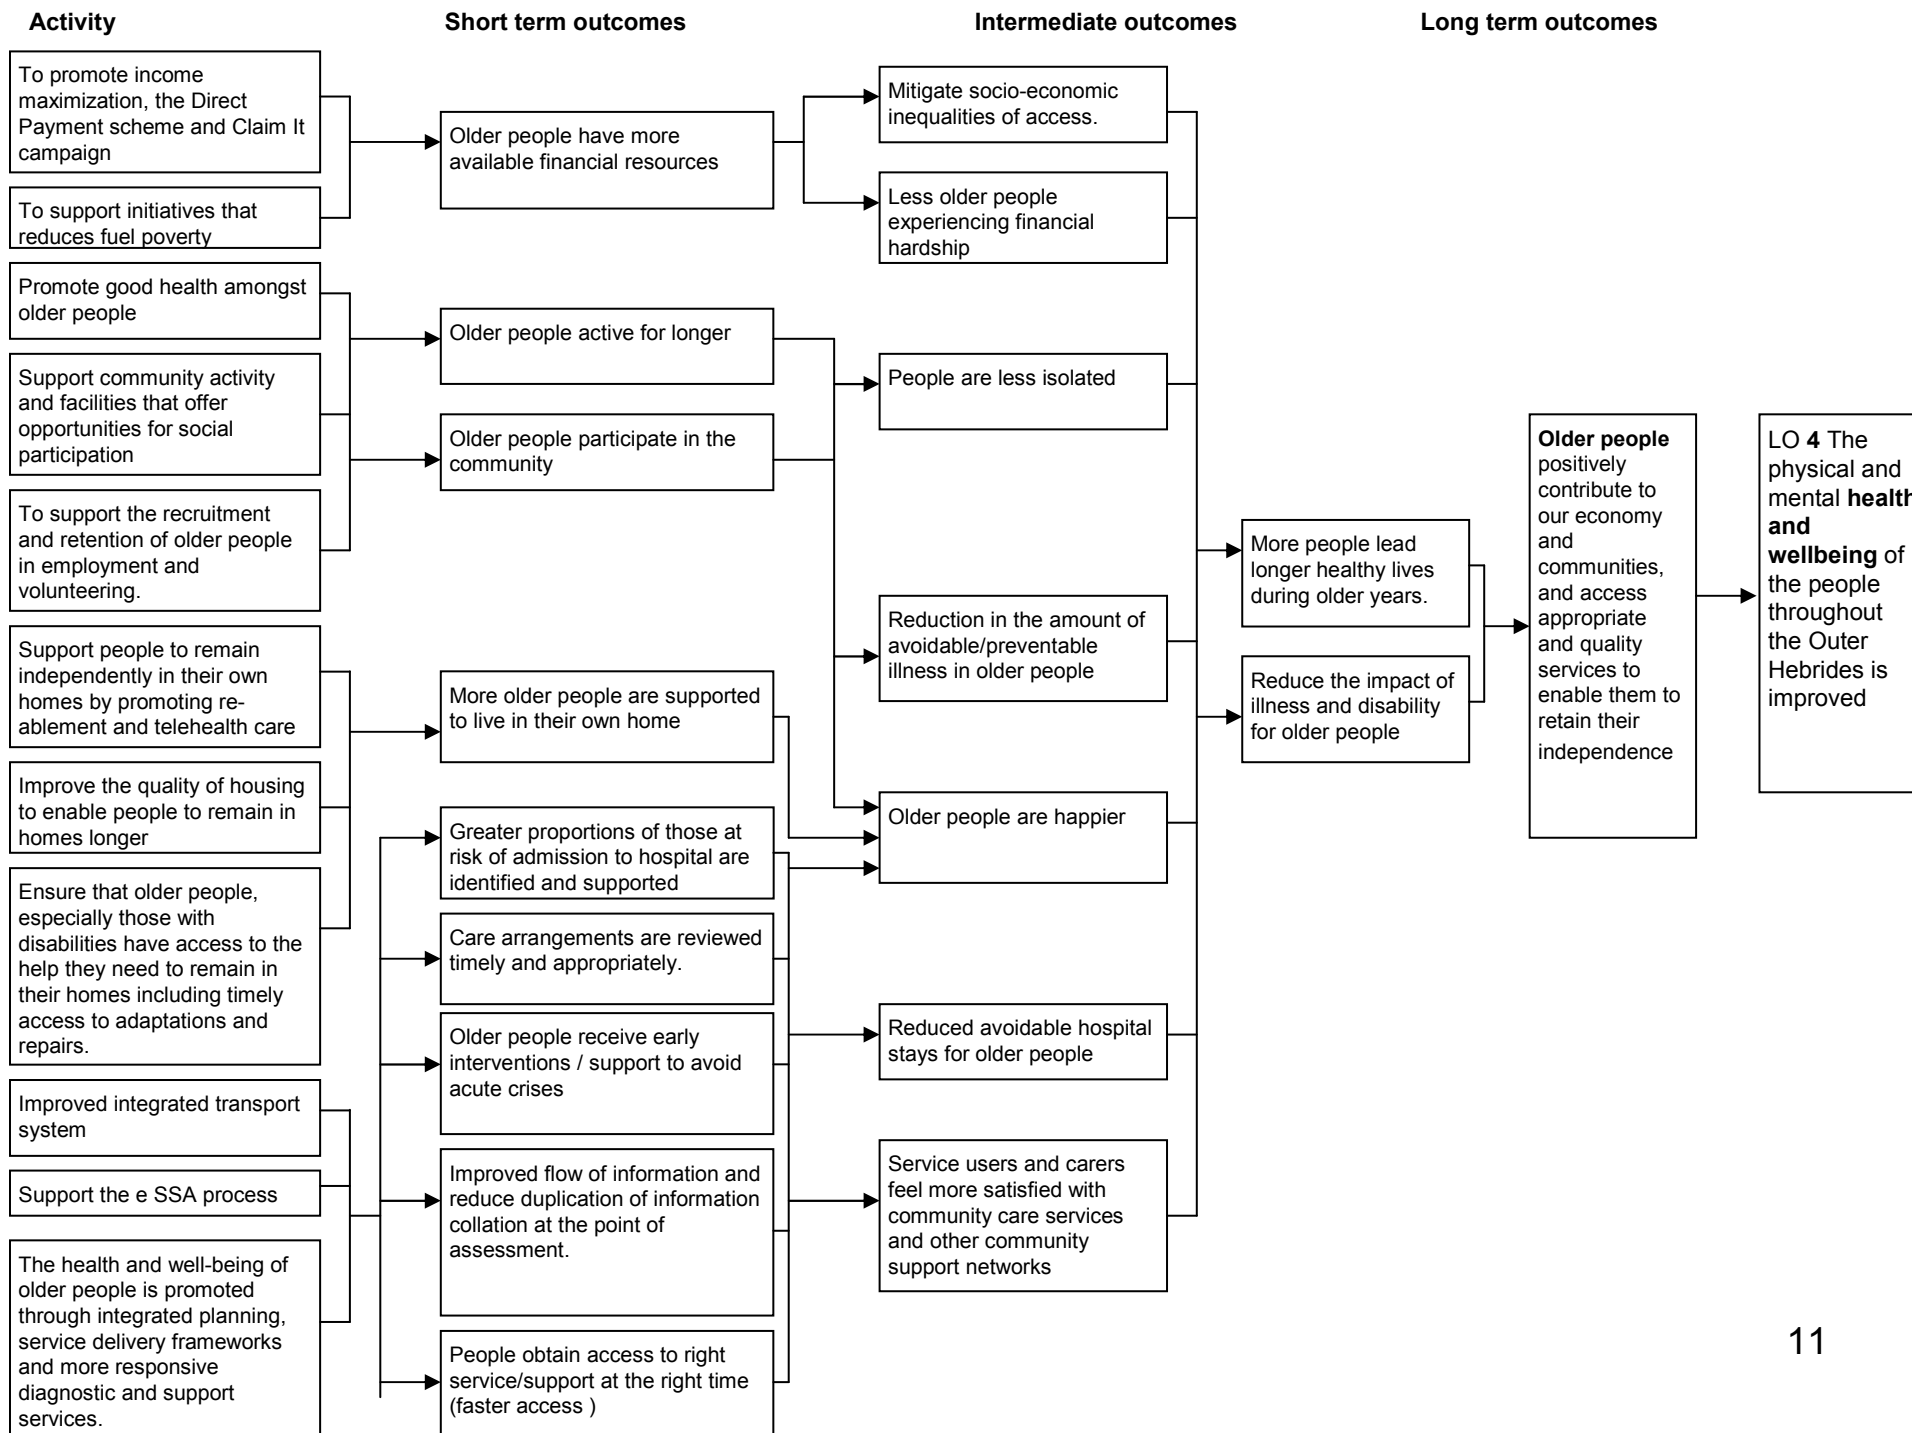 Activity
Short term outcomes
Intermediate outcomes
Long term outcomes
To promote income
maximization, the Direct
Payment scheme and Claim It
campaign
To support initiatives that
reduces fuel poverty
Promote good health amongst
older people
Support community activity
and facilities that offer
opportunities for social
participation
To support the recruitment
and retention of older people
in employment and
volunteering.
Support people to remain
independently in their own
homes by promoting re-
ablement and telehealth care
Improve the quality of housing
to enable people to remain in
homes longer
Ensure that older people,
especially those with
disabilities have access to the
help they need to remain in
their homes including timely
access to adaptations and
repairs.
Improved integrated transport
system
Support the e SSA process
The health and well-being of
older people is promoted
through integrated planning,
service delivery frameworks
and more responsive
diagnostic and support
services.
Older people have more
available financial resources
Older people active for longer
Older people participate in the
community
More older people are supported
to live in their own home
Greater proportions of those at
risk of admission to hospital are
identified and supported
Care arrangements are reviewed
timely and appropriately.
Older people receive early
interventions / support to avoid
acute crises
Improved flow of information and
reduce duplication of information
collation at the point of
assessment.
People obtain access to right
service/support at the right time
(faster access )
Mitigate socio-economic
inequalities of access.
Less older people
experiencing financial
hardship
People are less isolated
Reduction in the amount of
avoidable/preventable
illness in older people
Older people are happier
Reduced avoidable hospital
stays for older people
Service users and carers
feel more satisfied with
community care services
and other community
support networks
More people lead
longer healthy lives
during older years.
Reduce the impact of
illness and disability
for older people
Older people
positively
contribute to
our economy
and
communities,
and access
appropriate
and quality
services to
enable them to
retain their
independence
LO 4 The
physical and
mental health
and
wellbeing of
the people
throughout
the Outer
Hebrides is
improved
11